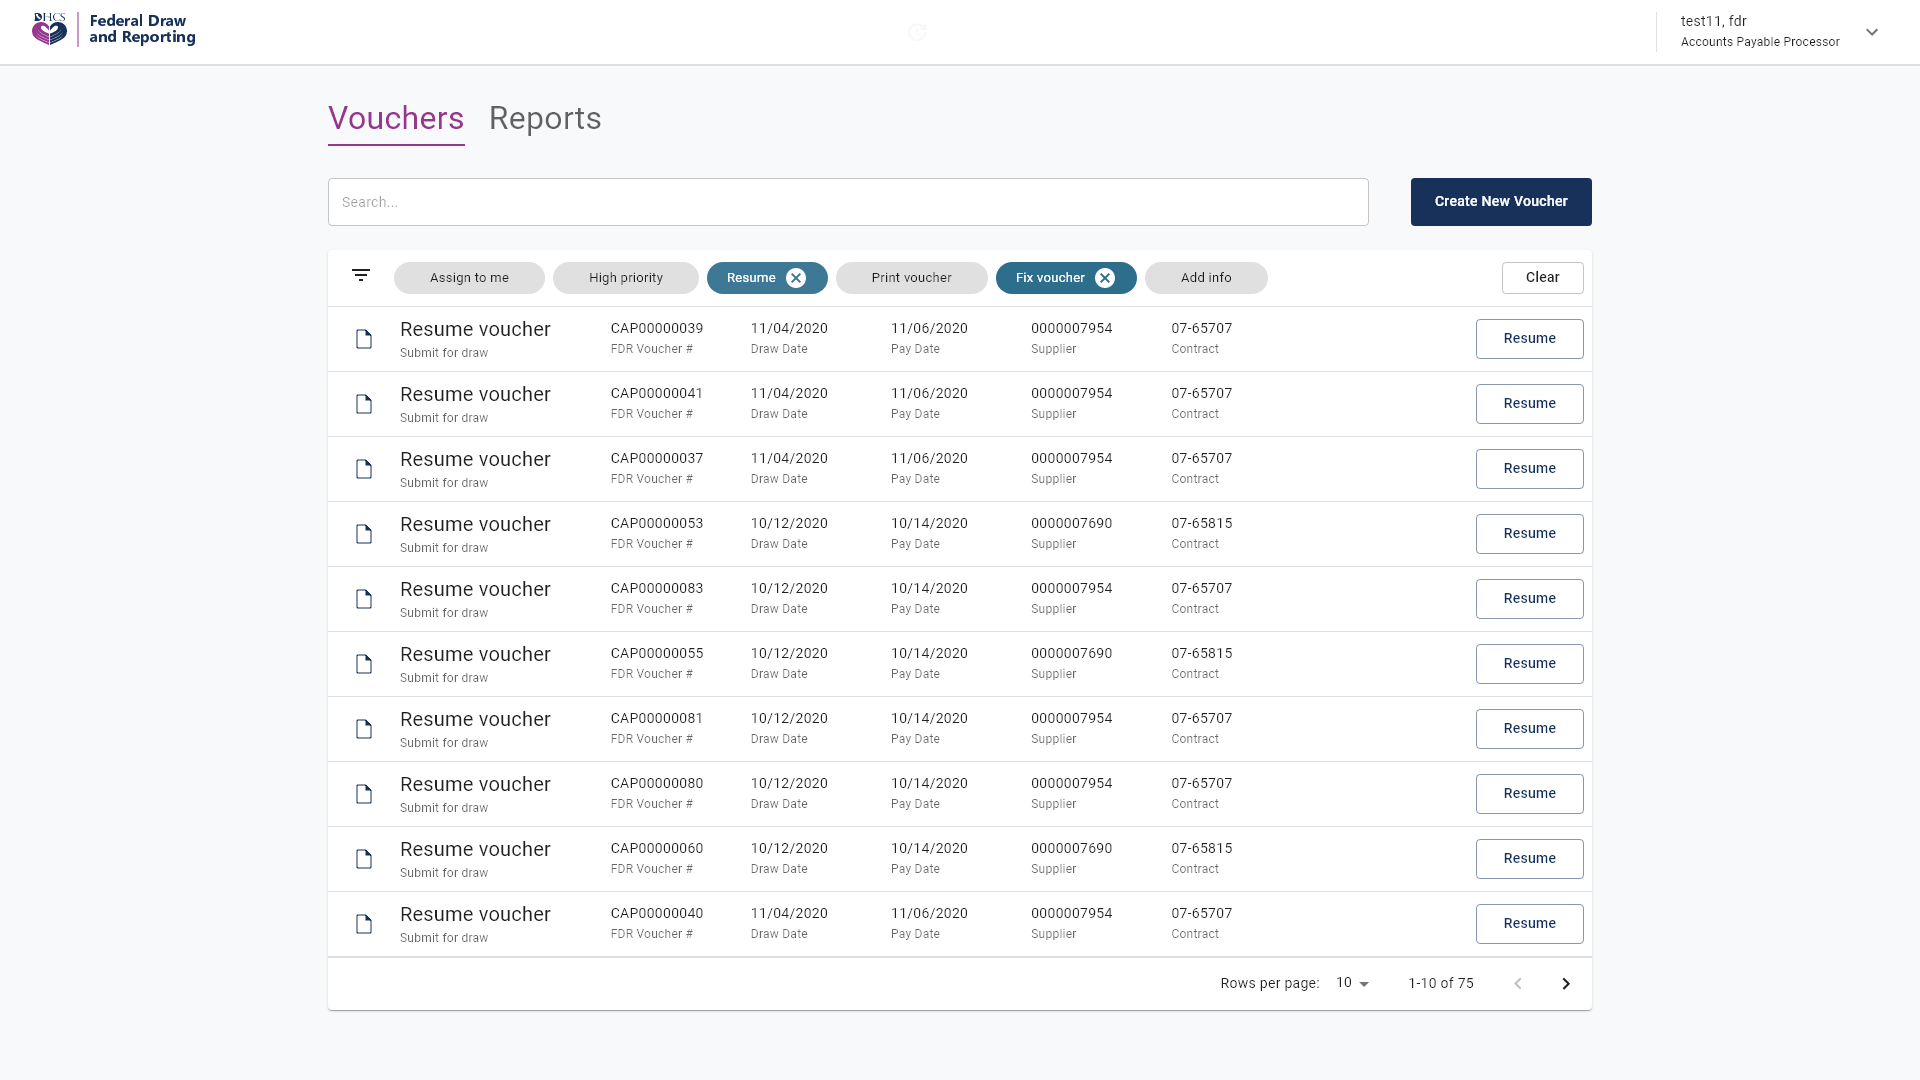 DHCS
Federal Draw
and Reporting
test11, fdr
Accounts Payable Processor
Vouchers Reports
Search...
Create New Voucher
Assign to me High priority Resume Print voucher Fix voucher Add info Clear
Resume voucher CAP00000039 11/04/2020 11/06/2020 0000007954 07-65707 Resume
Submit for draw FDR Voucher # Draw Date Pay Date Supplier Contract
Resume voucher CAP00000041 11/04/2020 11/06/2020 0000007954 07-65707 Resume
Submit for draw FDR Voucher # Draw Date Pay Date Supplier Contract
Resume voucher CAP00000037 11/04/2020 11/06/2020 0000007954 07-65707 Resume
Submit for draw FDR Voucher # Draw Date Pay Date Supplier Contract
Resume voucher CAP00000053 10/12/2020 10/14/2020 0000007690 07-65815 Resume
Submit for draw FDR Voucher # Draw Date Pay Date Supplier Contract
Resume voucher CAP00000083 10/12/2020 10/14/2020 0000007954 07-65707 Resume
Submit for draw FDR Voucher # Draw Date Pay Date Supplier Contract
Resume voucher CAP00000055 10/12/2020 10/14/2020 0000007690 07-65815 Resume
Submit for draw FDR Voucher # Draw Date Pay Date Supplier Contract
Resume voucher CAP00000081 10/12/2020 10/14/2020 0000007954 07-65707 Resume
Submit for draw FDR Voucher # Draw Date Pay Date Supplier Contract
Resume voucher CAP00000080 10/12/2020 10/14/2020 0000007954 07-65707 Resume
Submit for draw FDR Voucher # Draw Date Pay Date Supplier Contract
Resume voucher CAP00000060 10/12/2020 10/14/2020 0000007690 07-65815 Resume
Submit for draw FDR Voucher # Draw Date Pay Date Supplier Contract
Resume voucher CAP00000040 11/04/2020 11/06/2020 0000007954 07-65707 Resume
Submit for draw FDR Voucher # Draw Date Pay Date Supplier Contract
Rows per page: 10 1-10 of 75